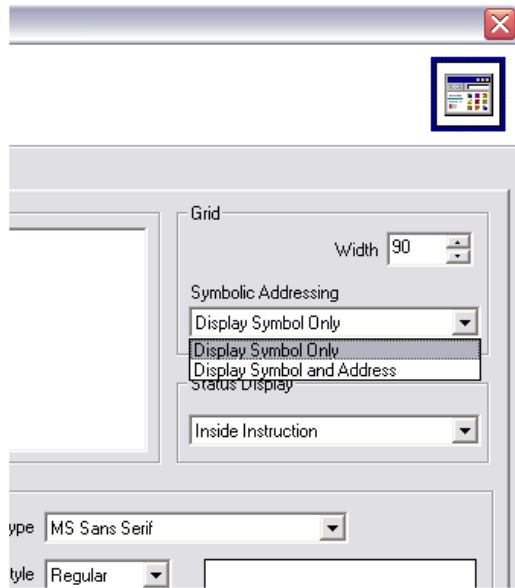 Grid
Width 90
Symbolic Addressing
Display Symbol Only
Display Symbol Only
Display Symbol and Address
Status Display
Inside Instruction
ype MS Sans Serif
tyle Regular